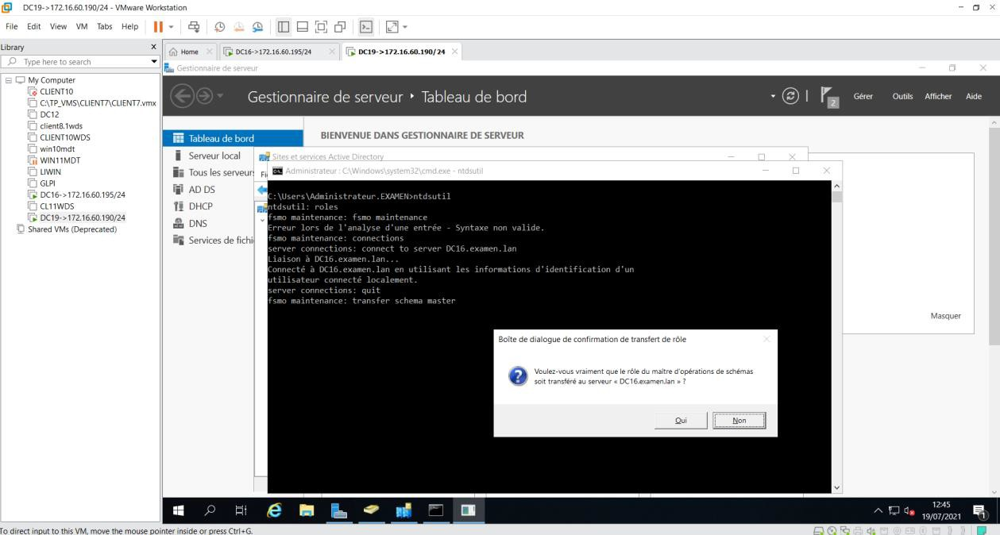 DC19->172.16.60.190/24 - VMware Workstation
File Edit View VM Tabs Help
Library
Type here to search
My Computer
CLIENT10
C:\TP_VMS\CLIENT7\CLIENT7.vmx
DC12
client8.1wds
CLIENT10WDS
win10mdt
WIN11MDT
LIWIN
GLPI
DC16->172.16.60.195/24
CL11WDS
DC19->172.16.60.190/24
Shared VMs (Deprecated)
Home DC16->172.16.60.195/24 DC19->172.16.60.190/24
Gestionnaire de serveur
Gestionnaire de serveur Tableau de bord
2 Gérer Outils Afficher Aide
Tableau de bord
Serveur local
Tous les serveurs
AD DS
DHCP
DNS
Services de fichi
BIENVENUE DANS GESTIONNAIRE DE SERVEUR
Sites et services Active Directory
Fi
Administrateur : C:\Windows\system32\cmd.exe - ntdsutil
C:\Users\Administrateur.EXAMEN>ntdsutil
ntdsutil: roles
fsmo maintenance: fsmo maintenance
Erreur lors de l'analyse d'une entrée - Syntaxe non valide.
fsmo maintenance: connections
server connections: connect to server DC16.examen.lan
Liaison à DC16.examen.lan...
Connecté à DC16.examen.lan en utilisant les informations d'identification d'un
utilisateur connecté localement.
server connections: quit
fsmo maintenance: transfer schema master
Masquer
Boîte de dialogue de confirmation de transfert de rôle
Voulez-vous vraiment que le rôle du maître d'opérations de schémas
soit transféré au serveur « DC16.examen.lan » ?
Oui Non
12:45
19/07/2021
1
To direct input to this VM, move the mouse pointer inside or press Ctrl+G.